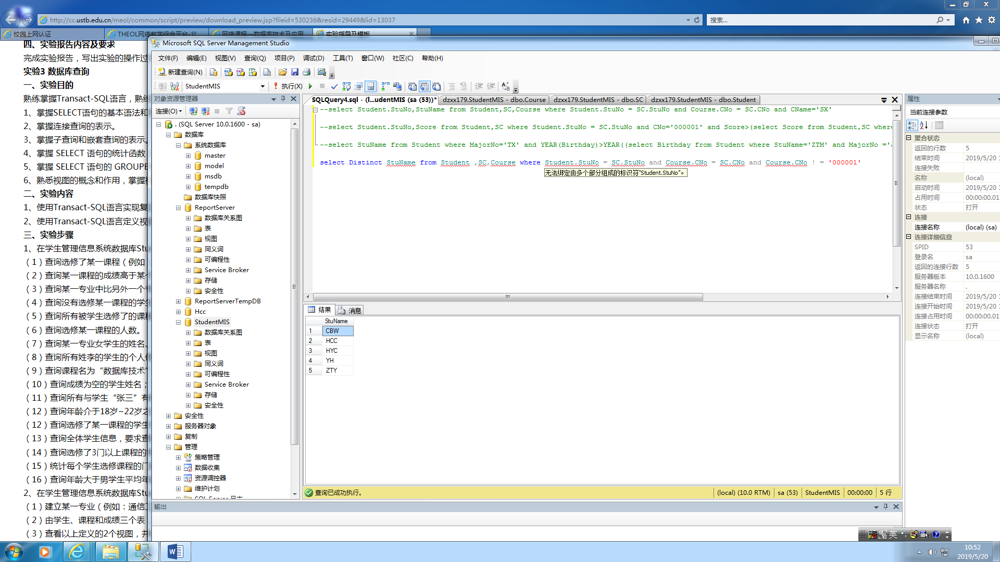 http://cc.ustb.edu.cn/meol/common/script/preview/download_preview.jsp?fileid=530236&resid=29449&lid=13037
搜索...
校园上网认证
THEOL网络教学综合平台-北
网络课程—数据库技术及应用
实验指导及模板
四、实验报告内容及要求
完成实验报告，写出实验的操作过
实验3 数据库查询
一、实验目的
熟练掌握Transact-SQL语言，熟练
1、掌握SELECT语句的基本语法和
2、掌握连接查询的表示。
3、掌握子查询和嵌套查询的表示。
4、掌握 SELECT 语句的统计函数
5、掌握 SELECT 语句的 GROUPE
6、熟悉视图的概念和作用，掌握视
二、实验内容
1、使用Transact-SQL语言实现复
2、使用Transact-SQL语言定义视
三、实验步骤
1、在学生管理信息系统数据库Stu
（1）查询选修了某一课程（例如
（2）查询某一课程的成绩高于某个
（3）查询某一专业中比另外一个专
（4）查询没有选修某一课程的学生
（5）查询所有被学生选修了的课程
（6）查询选修某一课程的人数。
（7）查询某一专业女学生的姓名、
（8）查询所有姓李的学生的个人信
（9）查询课程名为“数据库技术”
（10）查询成绩为空的学生姓名；
（11）查询所有与学生“张三”有
（12）查询年龄介于18岁~22岁之
（12）查询选修了某一课程的学生
（13）查询全体学生信息，要求查
（14）查询选修了3门以上课程的
（15）统计每个学生选修课程的门
（16）查询年龄大于男学生平均年
2、在学生管理信息系统数据库Stu
（1）建立某一专业（例如：通信工
（2）由学生、课程和成绩三个表
（3）查看以上定义的2个视图，并
Microsoft SQL Server Management Studio
文件(F) 编辑(E) 视图(V) 查询(Q) 项目(P) 调试(D) 工具(T) 窗口(W) 社区(C) 帮助(H)
新建查询(N)
StudentMIS
执行(X)
对象资源管理器
连接(O)
. (SQL Server 10.0.1600 - sa)
数据库
系统数据库
master
model
msdb
tempdb
数据库快照
ReportServer
数据库关系图
表
视图
同义词
可编程性
Service Broker
存储
安全性
ReportServerTempDB
Hcc
StudentMIS
数据库关系图
表
视图
同义词
可编程性
Service Broker
存储
安全性
安全性
服务器对象
复制
管理
策略管理
数据收集
资源调控器
维护计划
SQL Server 日志
SQLQuery4.sql - (l...udentMIS (sa (53))* dzxx179.StudentMIS - dbo.Course dzxx179.StudentMIS - dbo.SC dzxx179.StudentMIS - dbo.Student
--select Student.StuNo,StuName from Student,SC,Course where Student.StuNo = SC.StuNo and Course.CNo = SC.CNo and CName='SX'
--select Student.StuNo,Score from Student,SC where Student.StuNo = SC.StuNo and CNo='000001' and Score>(select Score from Student,SC wher
--select StuName from Student where MajorNo='TX' and YEAR(Birthday)>YEAR((select Birthday from Student where StuName='ZTM' and MajorNo ='
select Distinct StuName from Student ,SC,Course where Student.StuNo = SC.StuNo and Course.CNo = SC.CNo and Course.CNo ! = '000001'
无法绑定由多个部分组成的标识符"Student.StuNo"。
结果 消息
StuName
1 CBW
2 HCC
3 HYC
4 YH
5 ZTY
查询已成功执行。
(local) (10.0 RTM) sa (53) StudentMIS 00:00:00 5 行
输出
属性
当前连接参数
聚合状态
返回的行数 5
结束时间 2019/5/20 1
连接失败
名称 (local)
启动时间 2019/5/20 1
占用时间 00:00:00.01
状态 打开
连接
连接名称 (local) (sa)
连接详细信息
SPID 53
登录名 sa
返回的连接行数 5
服务器版本 10.0.1600
服务器名称 .
连接结束时间 2019/5/20 1
连接开始时间 2019/5/20 1
连接占用时间 00:00:00.01
连接状态 打开
显示名称 (local)
英
10:52
2019/5/20